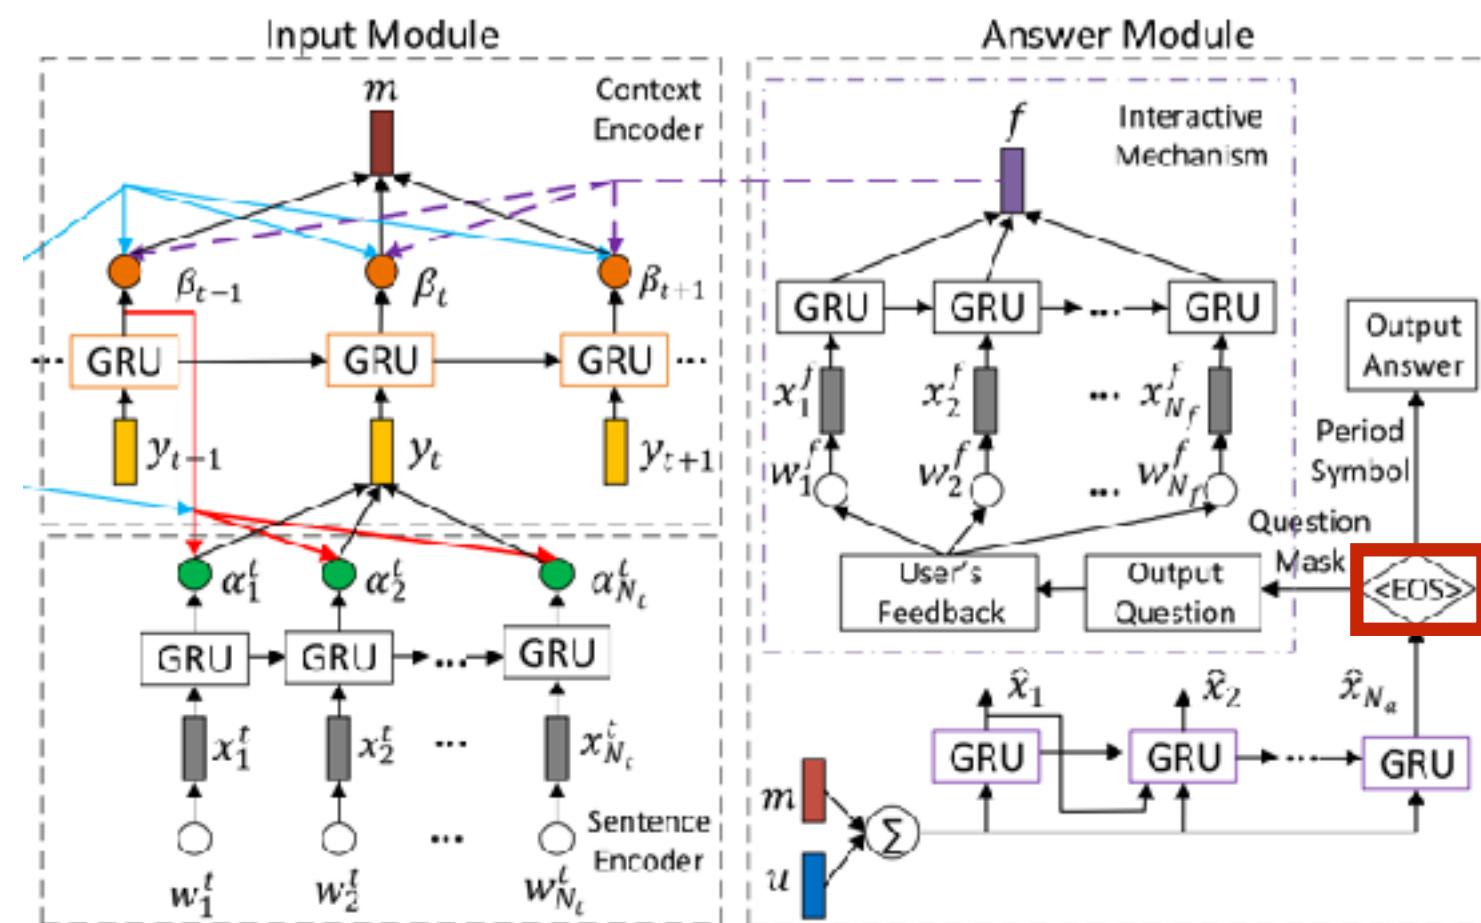 Input Module
Context
Encoder
m
β_{t−1}
β_t
β_{t+1}
... GRU
GRU
GRU ...
y_{t−1}
y_t
y_{t+1}
α_1^t
α_2^t
α_{N_t}^t
GRU
GRU
...
GRU
x_1^t
x_2^t
...
x_{N_t}^t
Sentence
Encoder
...
w_1^t
w_2^t
w_{N_t}^t
Answer Module
Interactive
Mechanism
f
GRU
GRU
...
GRU
x_1^f
x_2^f
...
x_{N_f}^f
w_1^f
w_2^f
...
w_{N_f}^f
User's
Feedback
Output
Question
Question
Mask
<EOS>
Period
Symbol
Output
Answer
x̂_1
x̂_2
x̂_{N_a}
GRU
GRU
...
GRU
m
Σ
u